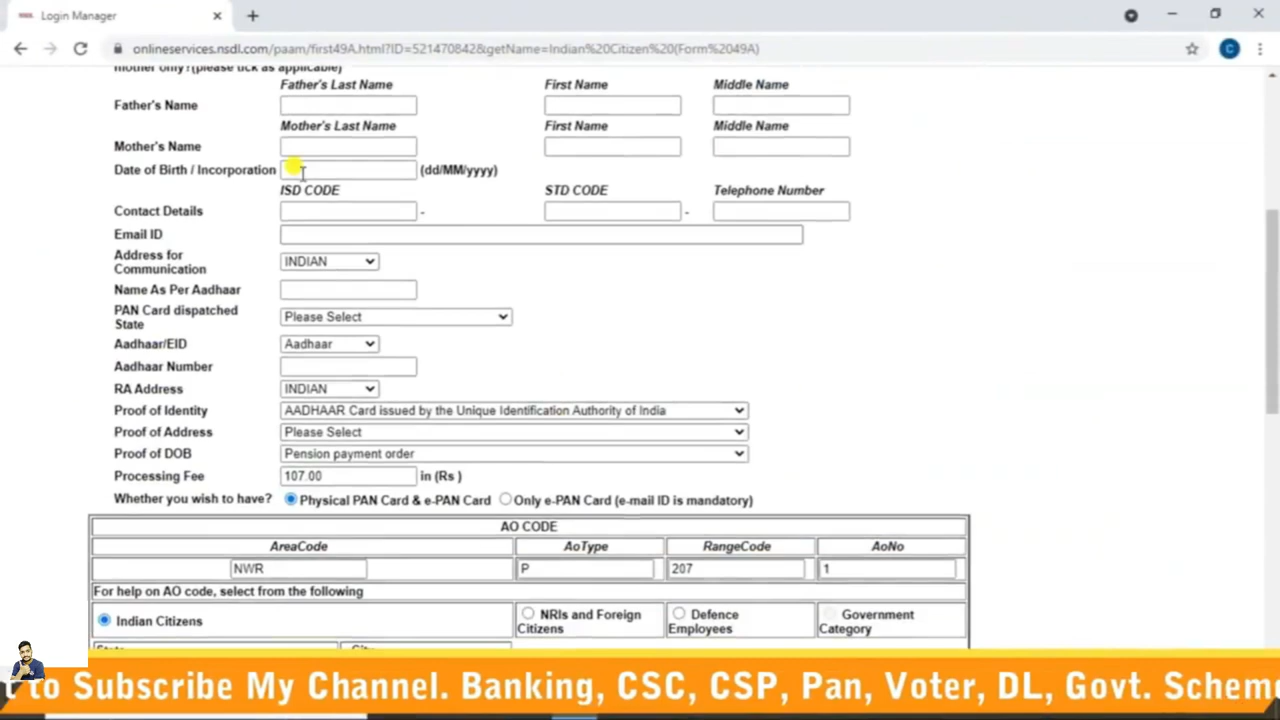 Login Manager
onlineservices.nsdl.com/paam/first49A.html?ID=521470842&getName=Indian%20Citizen%20(Form%2049A)
mother only?(please tick as applicable)
Father's Last Name First Name Middle Name
Father's Name
Mother's Last Name First Name Middle Name
Mother's Name
Date of Birth / Incorporation (dd/MM/yyyy)
ISD CODE STD CODE Telephone Number
Contact Details - -
Email ID
Address for
Communication INDIAN
Name As Per Aadhaar
PAN Card dispatched
State Please Select
Aadhaar/EID Aadhaar
Aadhaar Number
RA Address INDIAN
Proof of Identity AADHAAR Card issued by the Unique Identification Authority of India
Proof of Address Please Select
Proof of DOB Pension payment order
Processing Fee 107.00 in (Rs )
Whether you wish to have? Physical PAN Card & e-PAN Card Only e-PAN Card (e-mail ID is mandatory)
AO CODE
AreaCode AoType RangeCode AoNo
NWR P 207 1
For help on AO code, select from the following
Indian Citizens NRIs and Foreign Citizens Defence Employees Government Category
State City
t to Subscribe My Channel. Banking, CSC, CSP, Pan, Voter, DL, Govt. Scheme